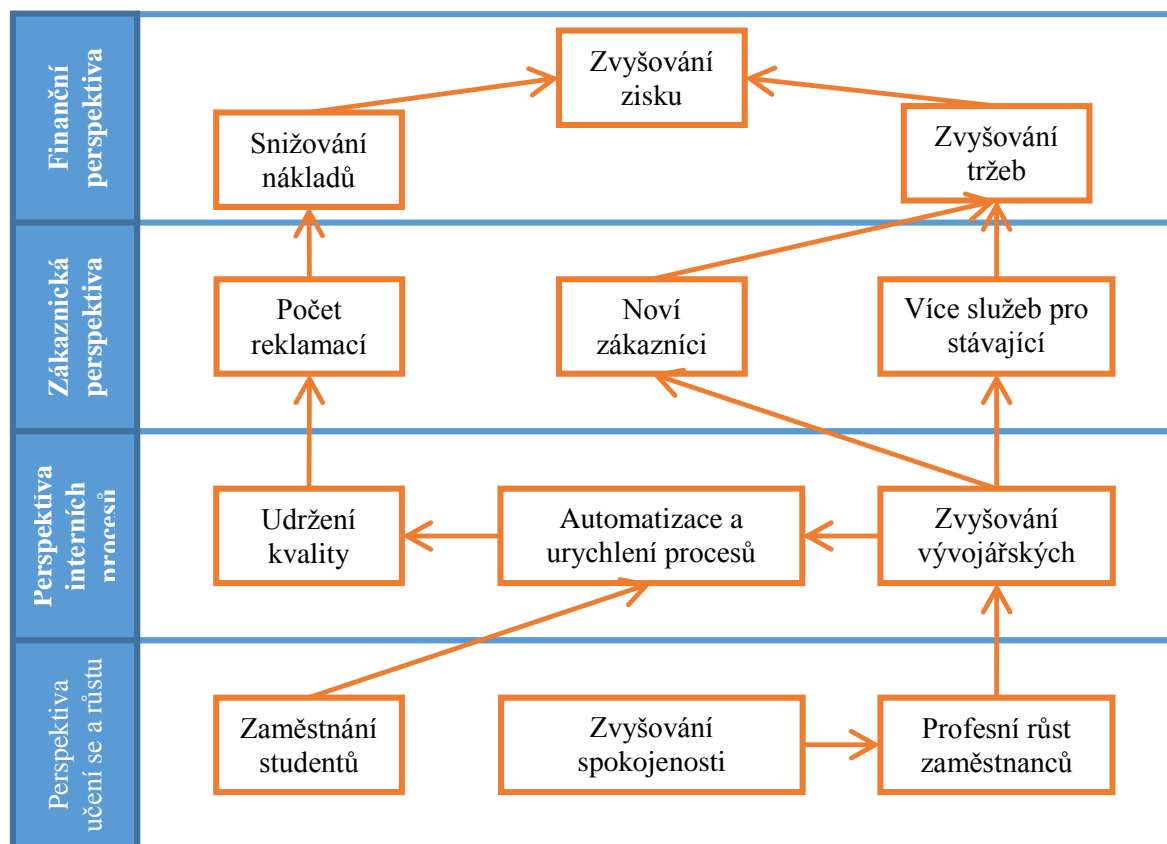 Finanční
perspektiva
Zvyšování
zisku
Snižování
nákladů
Zvyšování
tržeb
Zákaznická
perspektiva
Počet
reklamací
Noví
zákazníci
Více služeb pro
stávající
Perspektiva
interních
procesů
Udržení
kvality
Automatizace a
urychlení procesů
Zvyšování
vývojářských
Perspektiva
učení se a růstu
Zaměstnání
studentů
Zvyšování
spokojenosti
Profesní růst
zaměstnanců